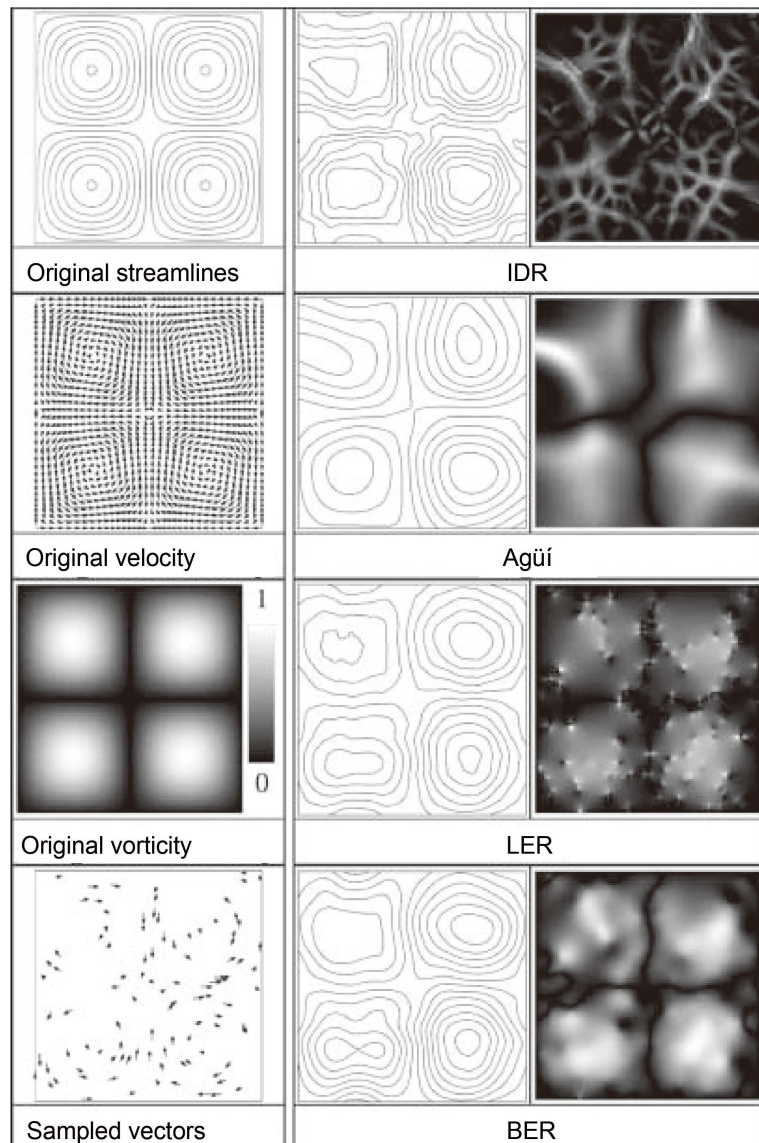 Original streamlines
IDR
Original velocity
Agüí
1
0
Original vorticity
LER
Sampled vectors
BER